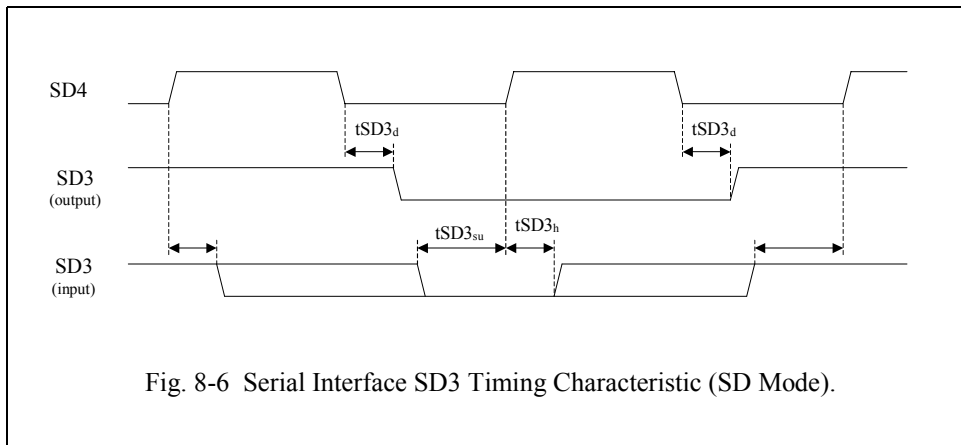 SD4
tSD3d
tSD3d
SD3
(output)
tSD3su
tSD3h
SD3
(input)
Fig. 8-6 Serial Interface SD3 Timing Characteristic (SD Mode).